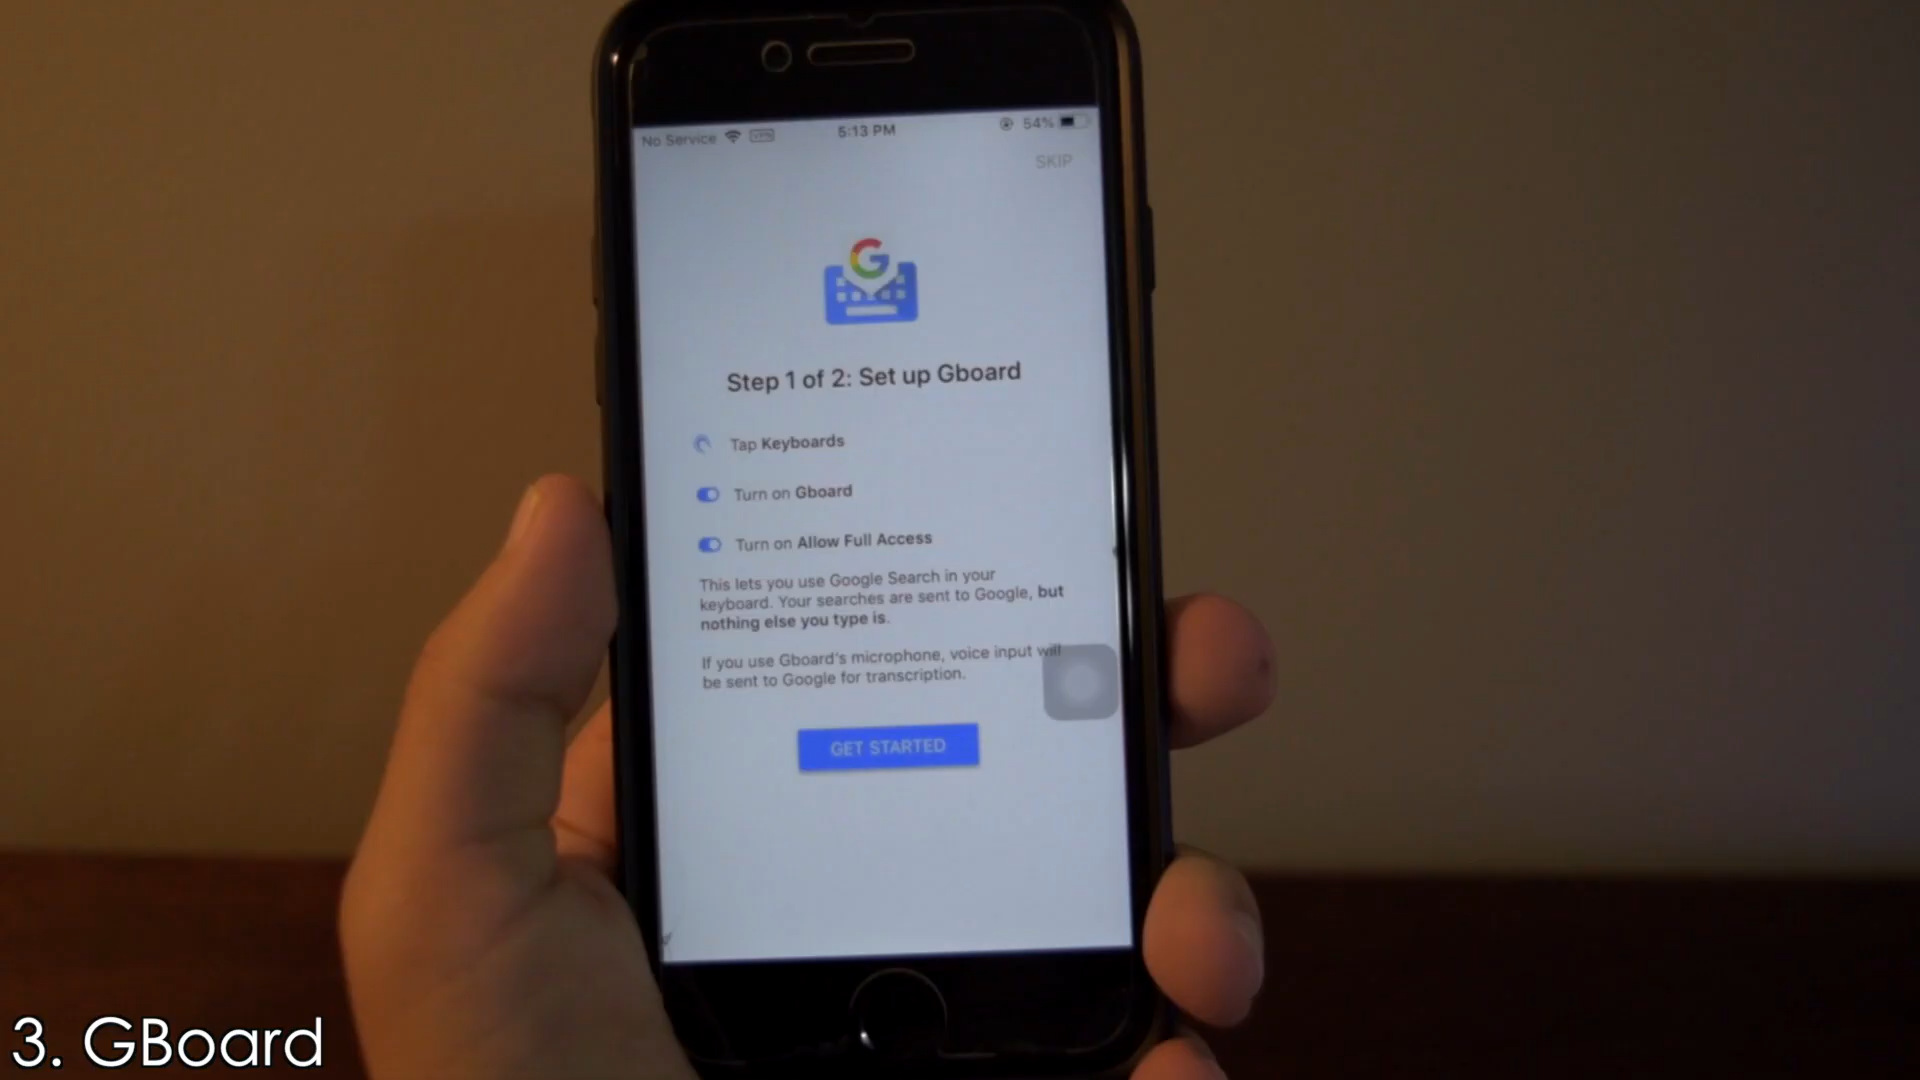 No Service VPN 5:13 PM 54%
SKIP
G
Step 1 of 2: Set up Gboard
Tap Keyboards
Turn on Gboard
Turn on Allow Full Access
This lets you use Google Search in your
keyboard. Your searches are sent to Google, but
nothing else you type is.
If you use Gboard's microphone, voice input will
be sent to Google for transcription.
GET STARTED
3. GBoard